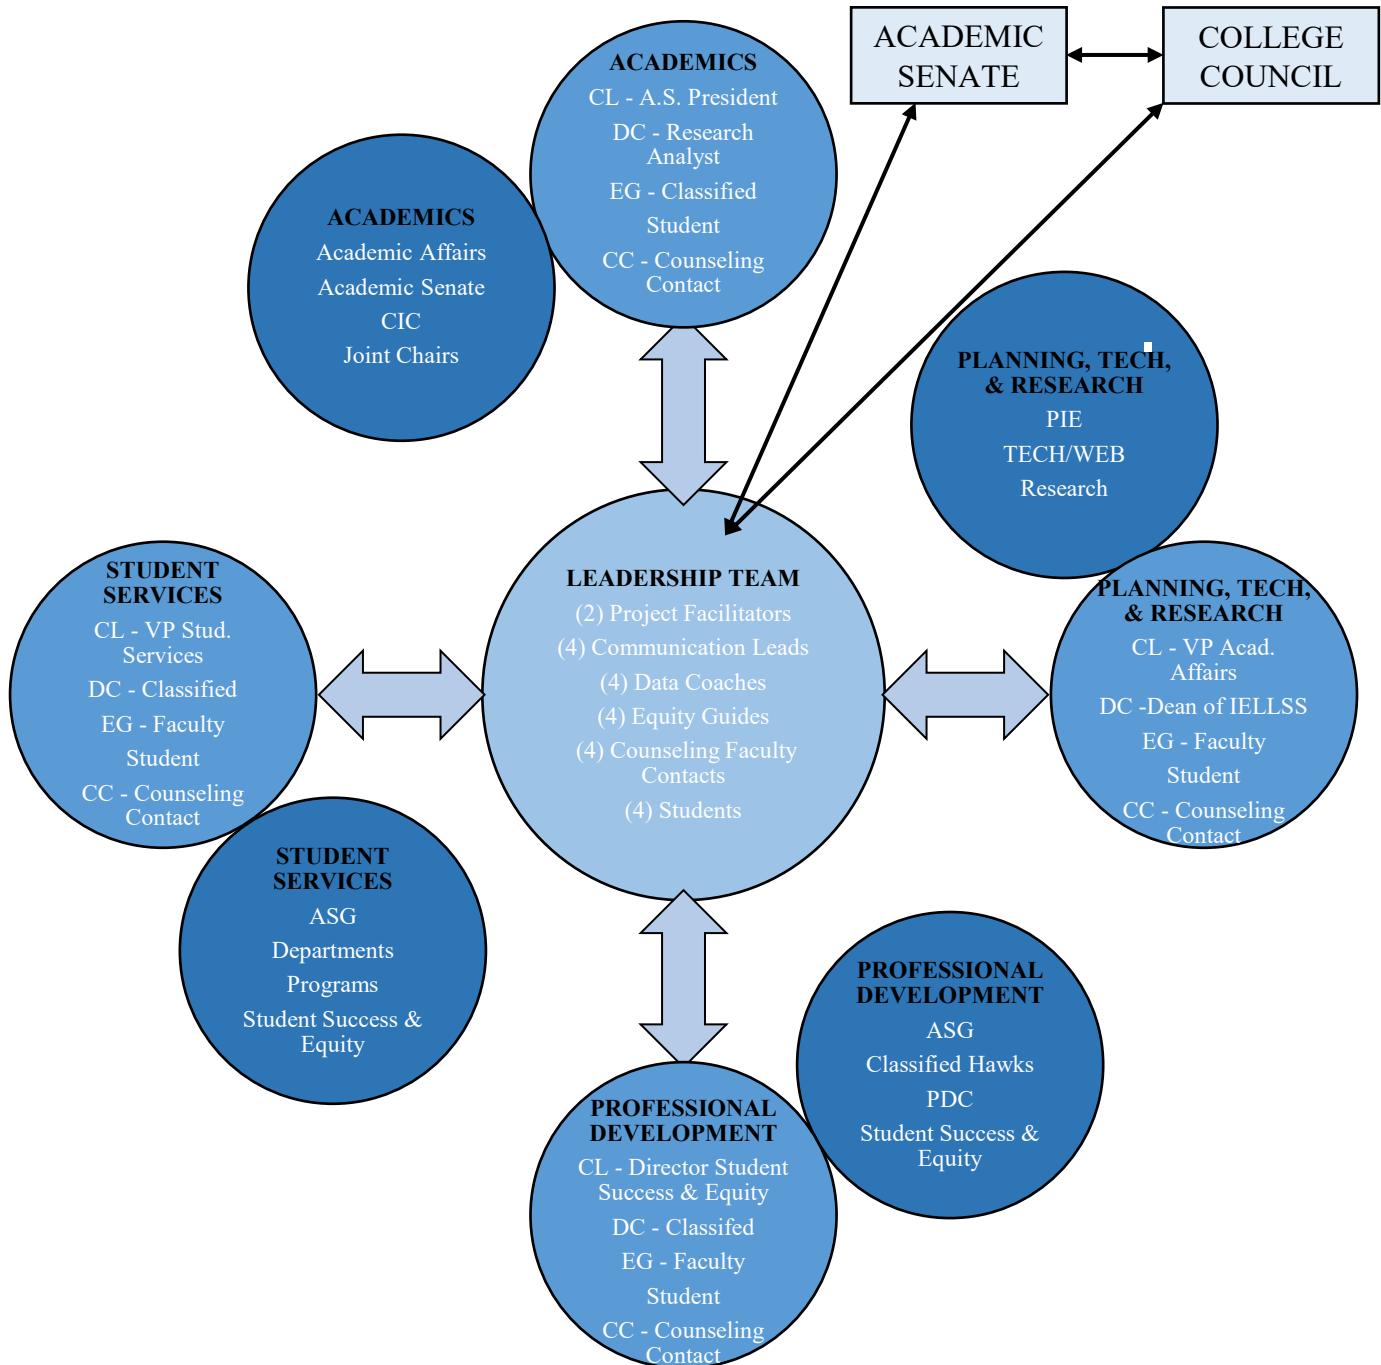 ACADEMIC
SENATE
COLLEGE
COUNCIL
ACADEMICS
CL - A.S. President
DC - Research
Analyst
EG - Classified
Student
CC - Counseling
Contact
ACADEMICS
Academic Affairs
Academic Senate
CIC
Joint Chairs
PLANNING, TECH,
& RESEARCH
PIE
TECH/WEB
Research
LEADERSHIP TEAM
(2) Project Facilitators
(4) Communication Leads
(4) Data Coaches
(4) Equity Guides
(4) Counseling Faculty
Contacts
(4) Students
STUDENT
SERVICES
CL - VP Stud.
Services
DC - Classified
EG - Faculty
Student
CC - Counseling
Contact
PLANNING, TECH,
& RESEARCH
CL - VP Acad.
Affairs
DC -Dean of IELLSS
EG - Faculty
Student
CC - Counseling
Contact
STUDENT
SERVICES
ASG
Departments
Programs
Student Success &
Equity
PROFESSIONAL
DEVELOPMENT
ASG
Classified Hawks
PDC
Student Success &
Equity
PROFESSIONAL
DEVELOPMENT
CL - Director Student
Success & Equity
DC - Classifed
EG - Faculty
Student
CC - Counseling
Contact